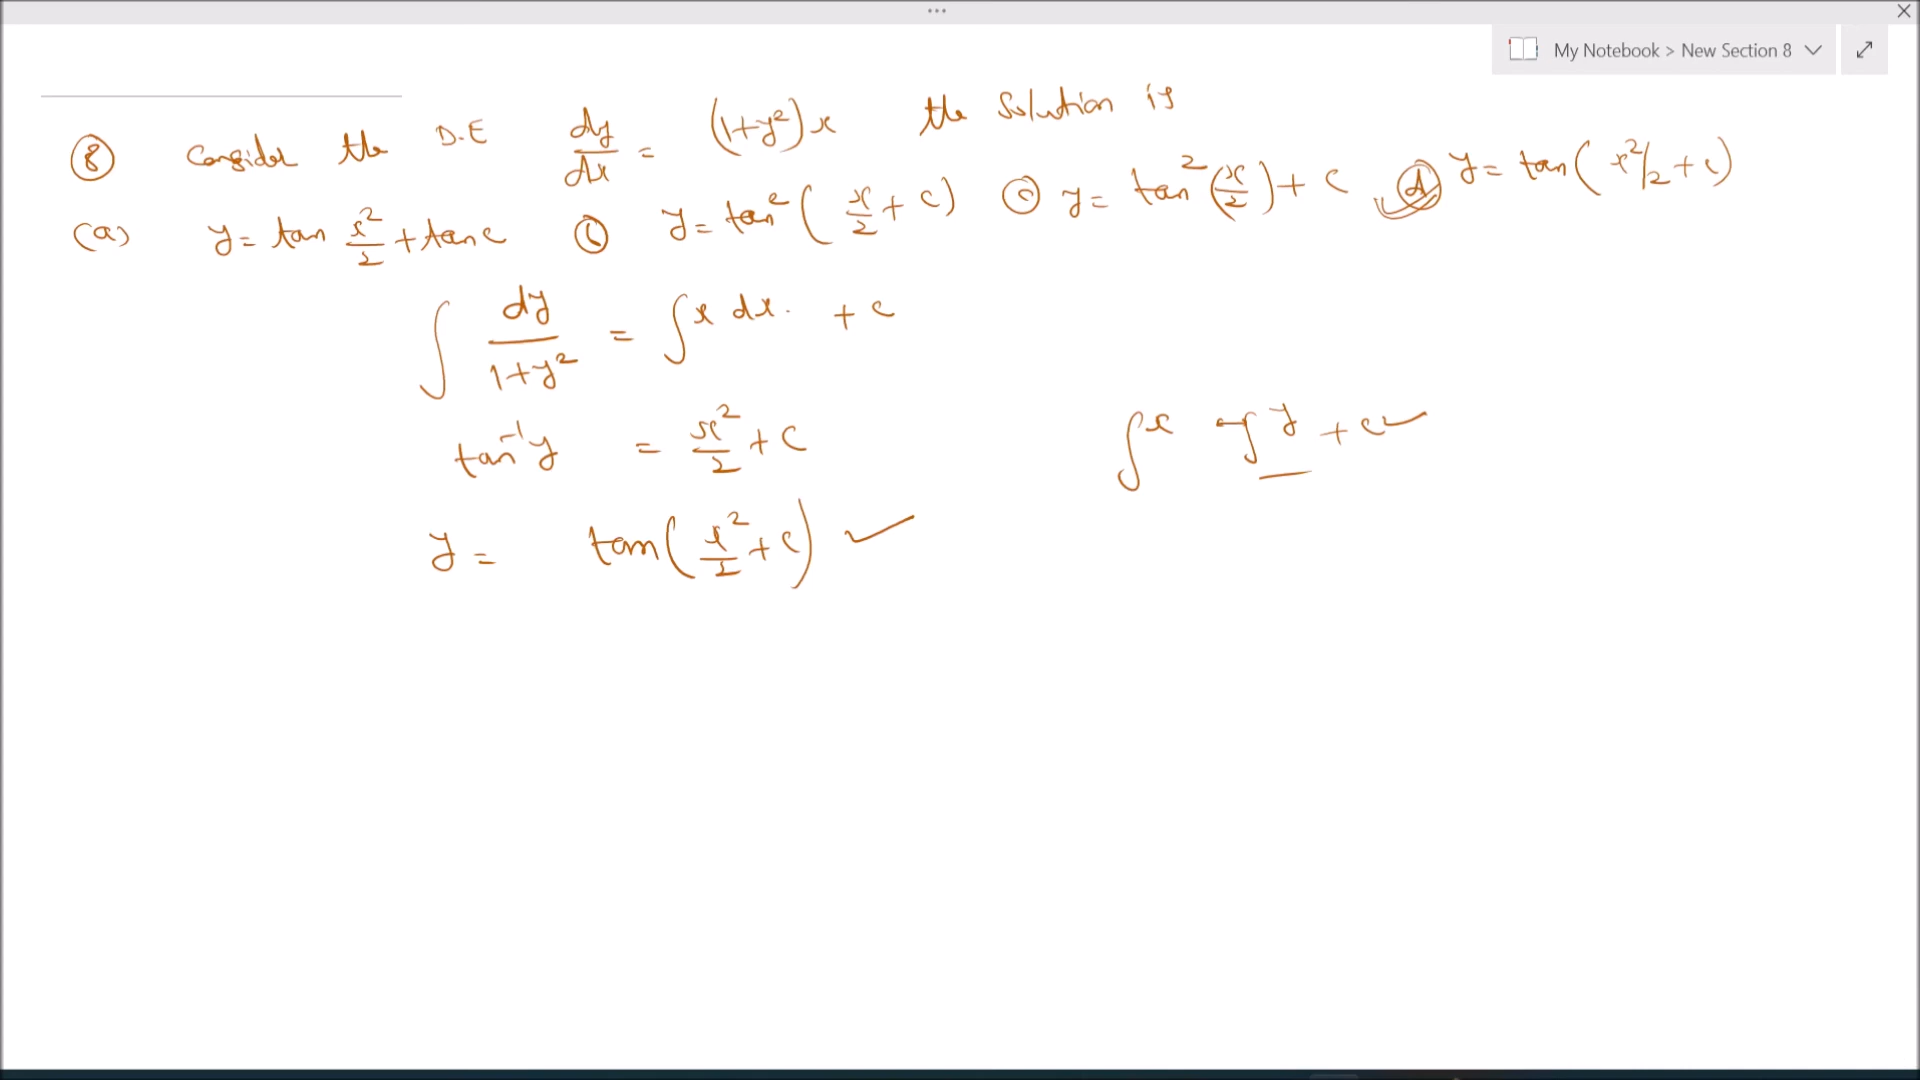 My Notebook > New Section 8
⑧ Consider the D.E dy/dx = (1+y²)x the solution is
(a) y = tan x²/2 + tan c ⓑ y = tan²(x/2 + c) ⓒ y = tan²(x/2) + c ⓓ y = tan(x²/2 + c)
∫ dy/(1+y²) = ∫ x dx. + c
tan⁻¹y = x²/2 + c
∫x y + c ✓
y = tan(x²/2 + c) ✓